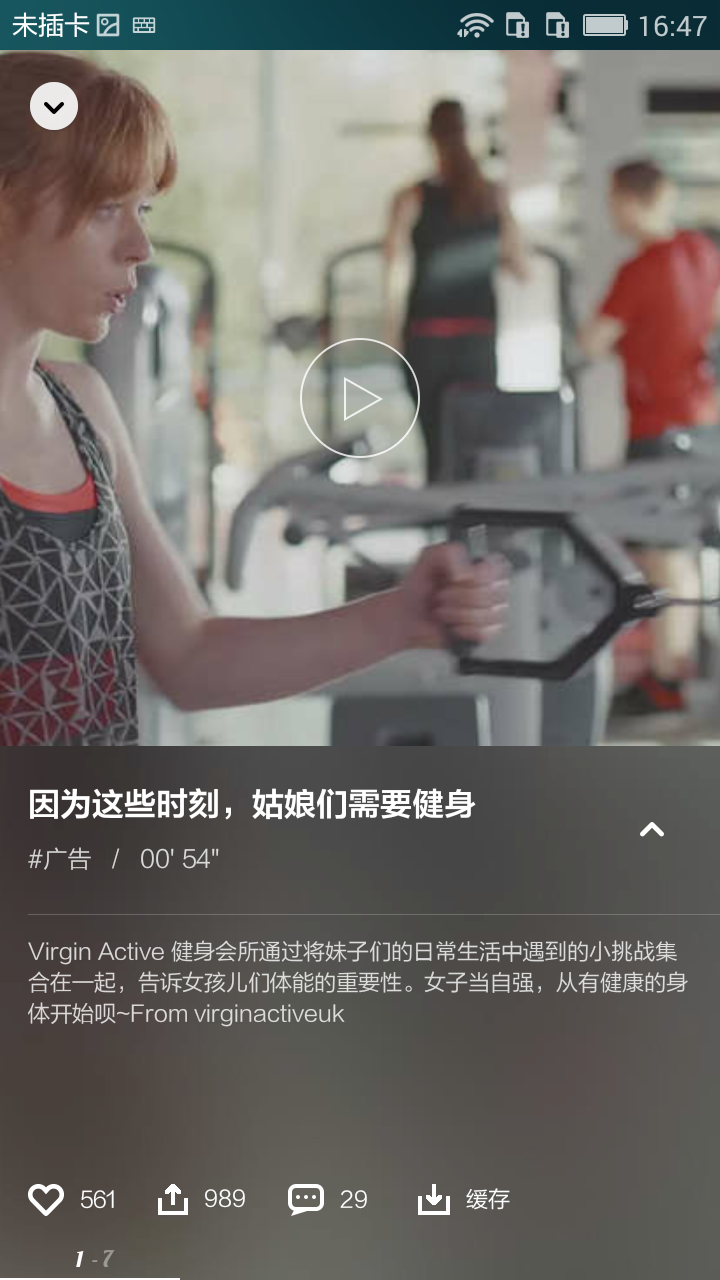 未插卡 16:47
因为这些时刻，姑娘们需要健身
#广告 / 00' 54"
Virgin Active 健身会所通过将妹子们的日常生活中遇到的小挑战集
合在一起，告诉女孩儿们体能的重要性。女子当自强，从有健康的身
体开始呗~From virginactiveuk
561 989 29 缓存
1 - 7